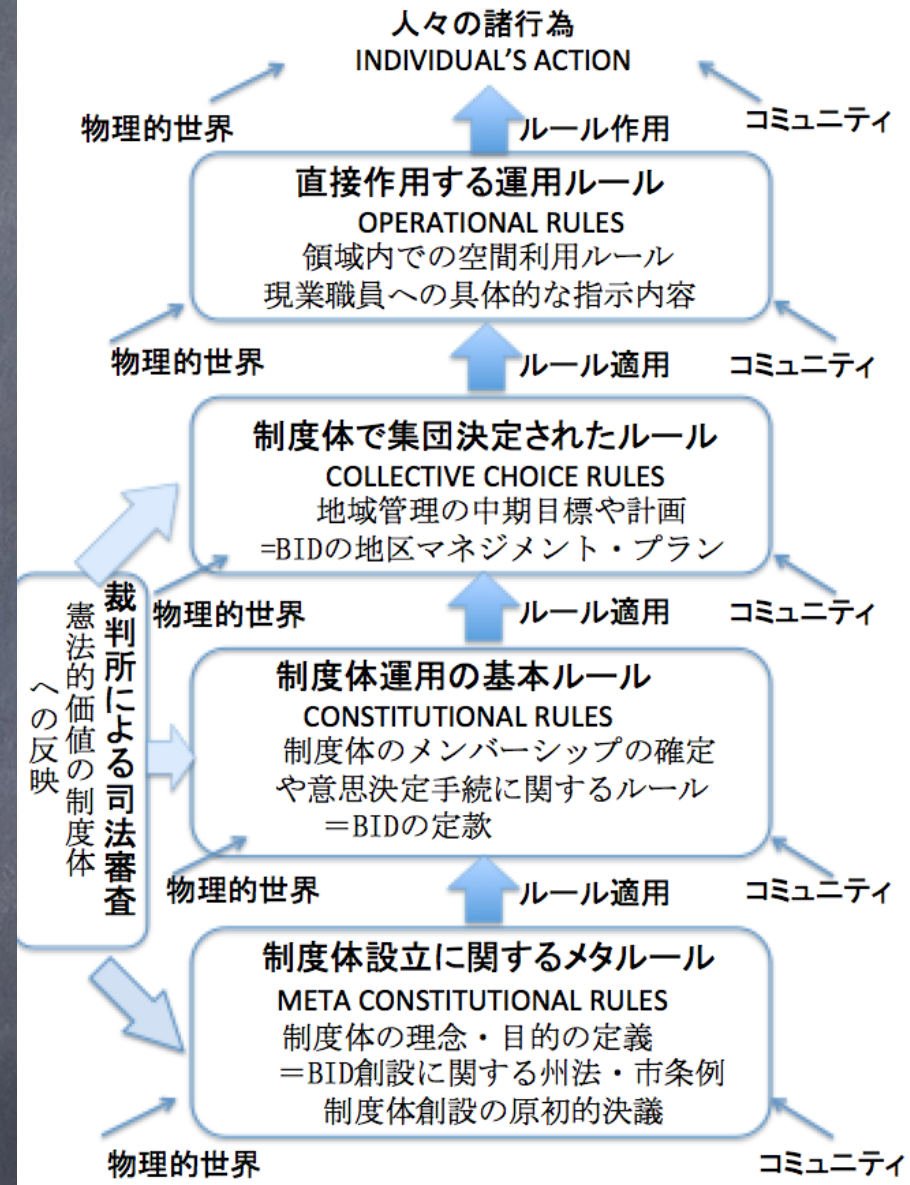 人々の諸行為
INDIVIDUAL'S ACTION
物理的世界
ルール作用
コミュニティ
直接作用する運用ルール
OPERATIONAL RULES
領域内での空間利用ルール
現業職員への具体的な指示内容
物理的世界
ルール適用
コミュニティ
制度体で集団決定されたルール
COLLECTIVE CHOICE RULES
地域管理の中期目標や計画
=BIDの地区マネジメント・プラン
裁判所による司法審査
憲法的価値の制度体
への反映
物理的世界
ルール適用
コミュニティ
制度体運用の基本ルール
CONSTITUTIONAL RULES
制度体のメンバーシップの確定
や意思決定手続に関するルール
＝BIDの定款
物理的世界
ルール適用
コミュニティ
制度体設立に関するメタルール
META CONSTITUTIONAL RULES
制度体の理念・目的の定義
＝BID創設に関する州法・市条例
制度体創設の原初的決議
物理的世界
コミュニティ